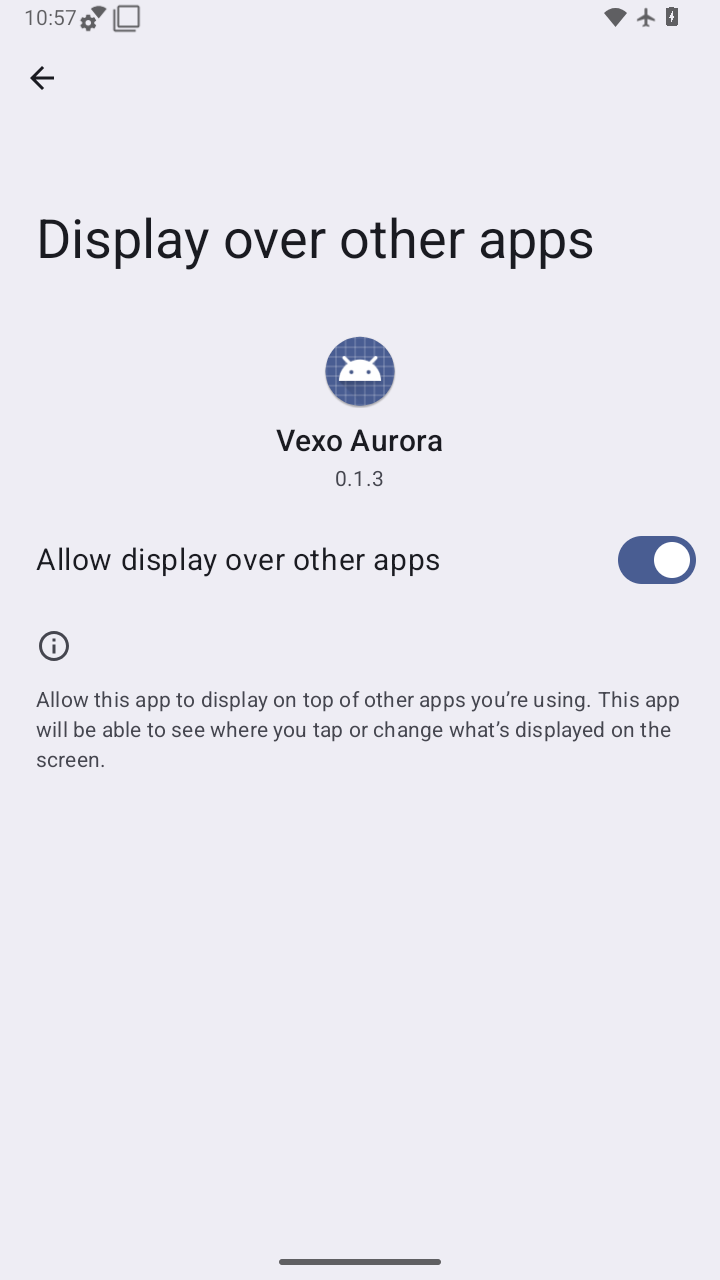 10:57
Display over other apps
Vexo Aurora
0.1.3
Allow display over other apps
Allow this app to display on top of other apps you’re using. This app
will be able to see where you tap or change what’s displayed on the
screen.